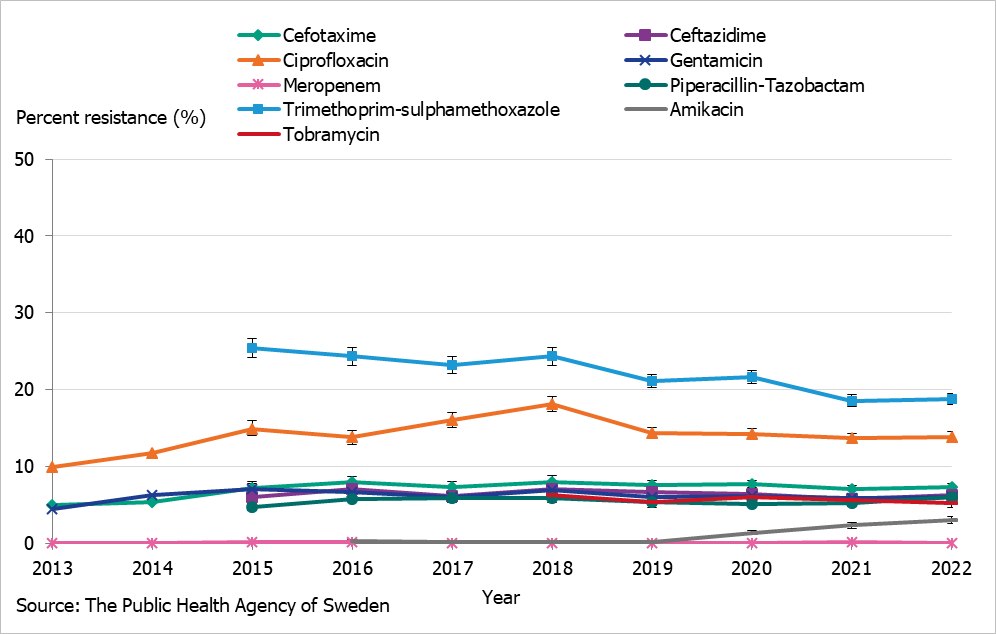 Cefotaxime
Ceftazidime
Ciprofloxacin
Gentamicin
Meropenem
Piperacillin-Tazobactam
Trimethoprim-sulphamethoxazole
Amikacin
Tobramycin
Percent resistance (%)
50
40
30
20
10
0
2013 2014 2015 2016 2017 2018 2019 2020 2021 2022
Year
Source: The Public Health Agency of Sweden